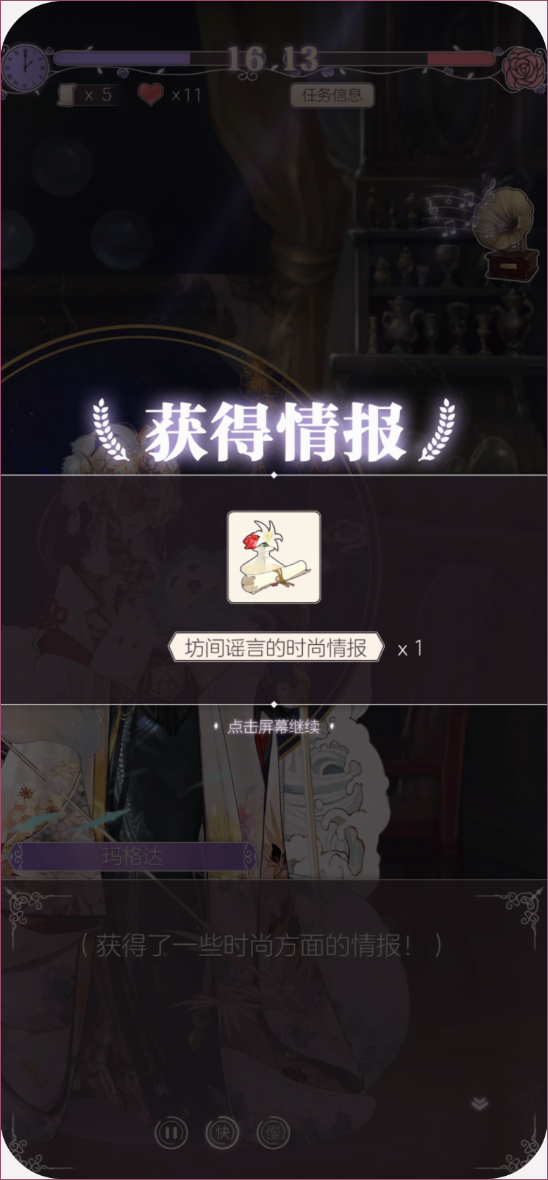 16 13
x 5
x11
任务信息
获得情报
坊间谣言的时尚情报 x 1
点击屏幕继续
玛格达
(获得了一些时尚方面的情报！)
快
慢